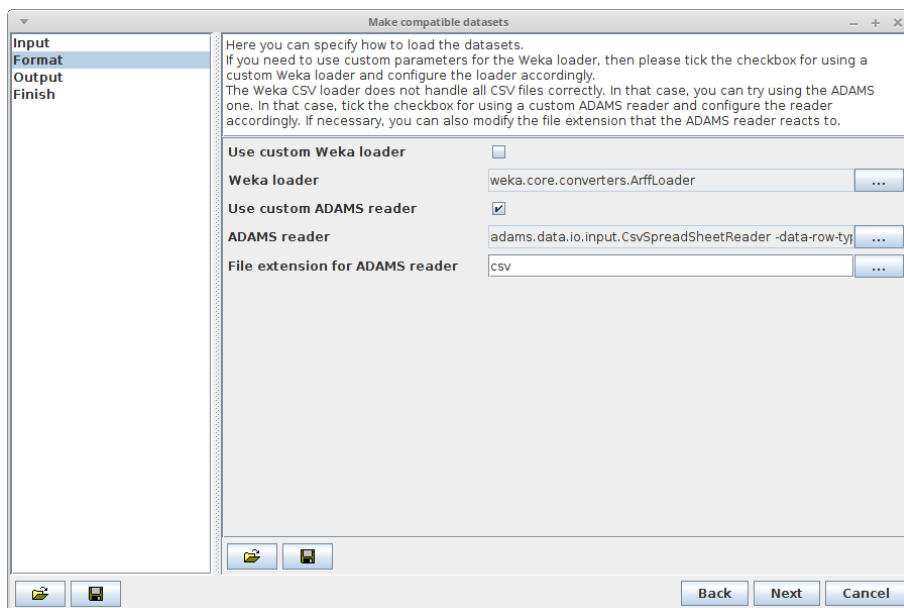 Make compatible datasets
Input
Format
Output
Finish
Here you can specify how to load the datasets.
If you need to use custom parameters for the Weka loader, then please tick the checkbox for using a
custom Weka loader and configure the loader accordingly.
The Weka CSV loader does not handle all CSV files correctly. In that case, you can try using the ADAMS
one. In that case, tick the checkbox for using a custom ADAMS reader and configure the reader
accordingly. If necessary, you can also modify the file extension that the ADAMS reader reacts to.
Use custom Weka loader
Weka loader weka.core.converters.ArffLoader ...
Use custom ADAMS reader
ADAMS reader adams.data.io.input.CsvSpreadSheetReader -data-row-typ ...
File extension for ADAMS reader csv ...
Back Next Cancel